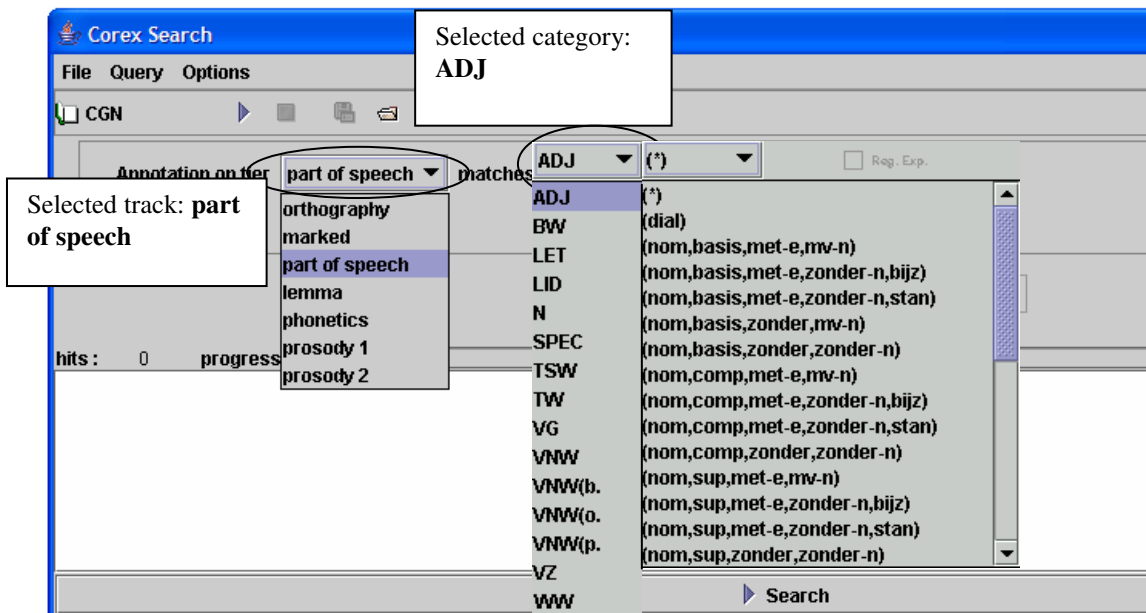 Corex Search
Selected category:
ADJ
File Query Options
CGN
Annotation on tier part of speech matches ADJ (*) Reg. Exp.
Selected track: part
of speech
orthography
marked
part of speech
lemma
phonetics
prosody 1
prosody 2
ADJ
BW
LET
LID
N
SPEC
TSW
TW
VG
VNW
VNW(b.
VNW(o.
VNW(p.
VZ
WW
(*)
(dial)
(nom,basis,met-e,mv-n)
(nom,basis,met-e,zonder-n,bijz)
(nom,basis,met-e,zonder-n,stan)
(nom,basis,zonder,mv-n)
(nom,basis,zonder,zonder-n)
(nom,comp,met-e,mv-n)
(nom,comp,met-e,zonder-n,bijz)
(nom,comp,met-e,zonder-n,stan)
(nom,comp,zonder,zonder-n)
(nom,sup,met-e,mv-n)
(nom,sup,met-e,zonder-n,bijz)
(nom,sup,met-e,zonder-n,stan)
(nom,sup,zonder,zonder-n)
hits : 0 progress
Search